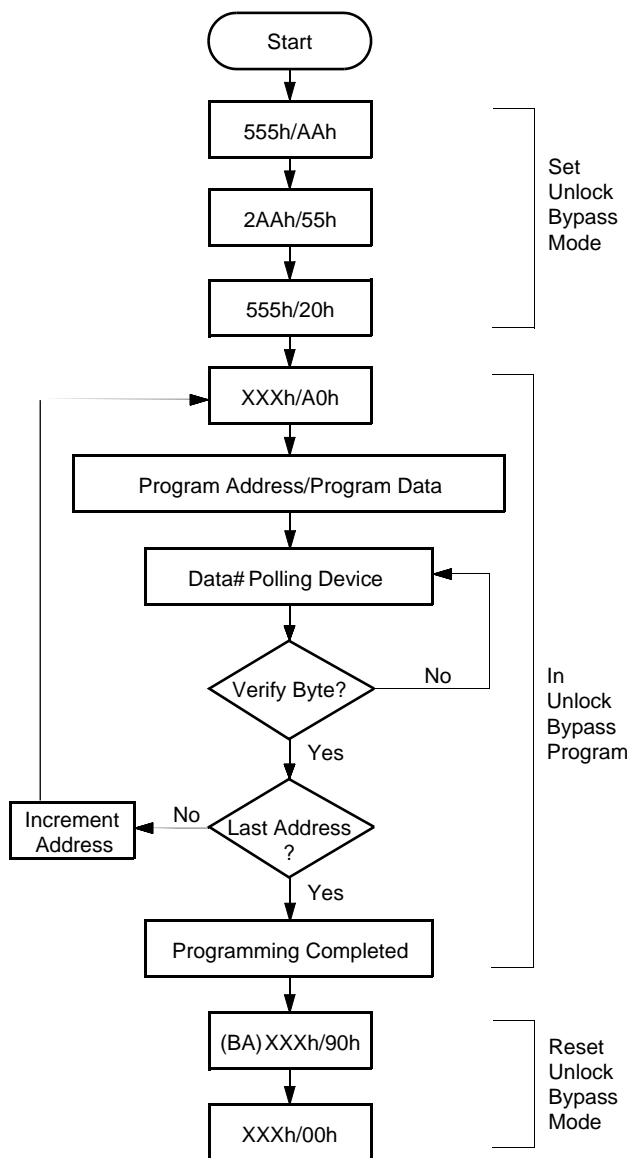 Start
555h/AAh
2AAh/55h
555h/20h
Set
Unlock
Bypass
Mode
XXXh/A0h
Program Address/Program Data
Data# Polling Device
Verify Byte?
No
Yes
In
Unlock
Bypass
Program
Increment
Address
No
Last Address
?
Yes
Programming Completed
(BA) XXXh/90h
XXXh/00h
Reset
Unlock
Bypass
Mode